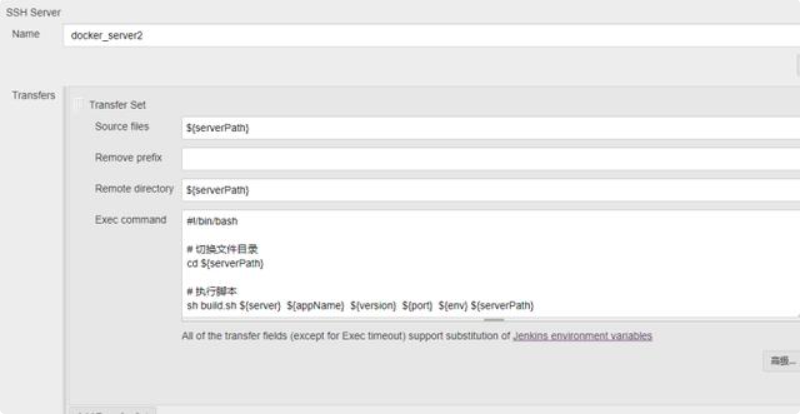 SSH Server
Name docker_server2
Transfers
Transfer Set
Source files ${serverPath}
Remove prefix
Remote directory ${serverPath}
Exec command #!/bin/bash
# 切换文件目录
cd ${serverPath}
# 执行脚本
sh build.sh ${server} ${appName} ${version} ${port} ${env} ${serverPath}
All of the transfer fields (except for Exec timeout) support substitution of Jenkins environment variables
高级...